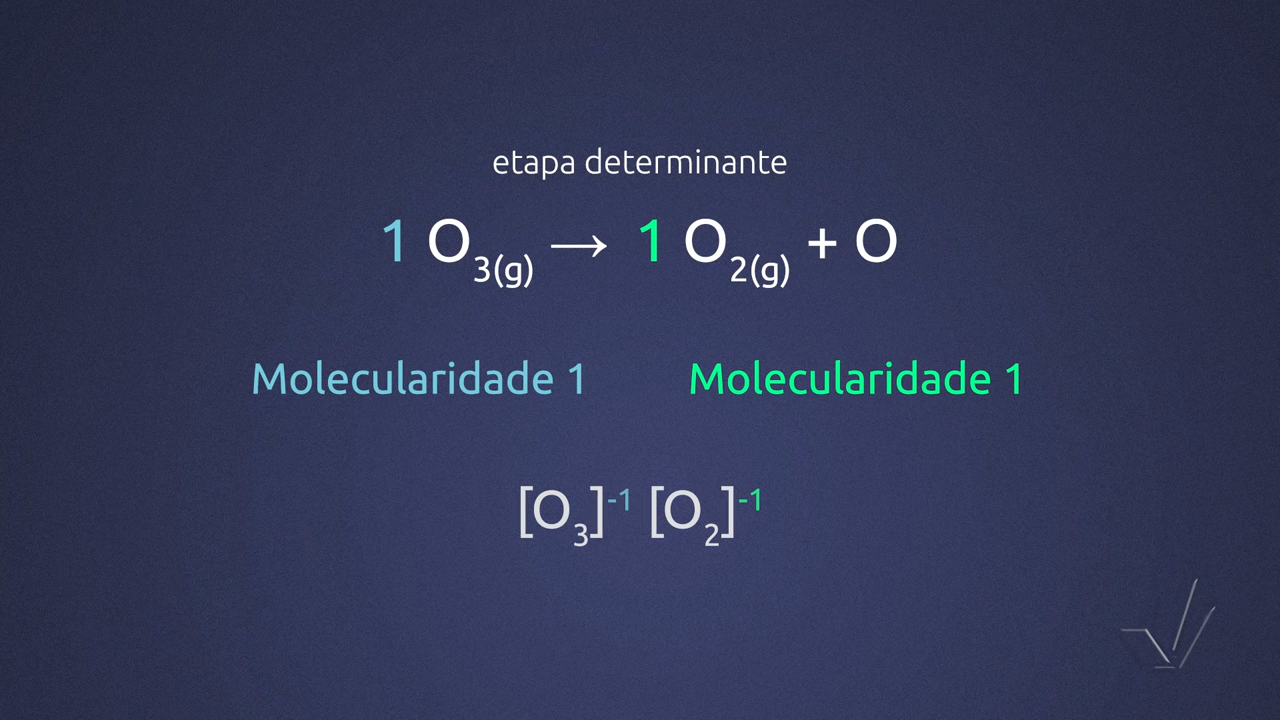 etapa determinante
1 O₃(g) → 1 O₂(g) + O
Molecularidade 1 Molecularidade 1
[O₃]⁻¹ [O₂]⁻¹